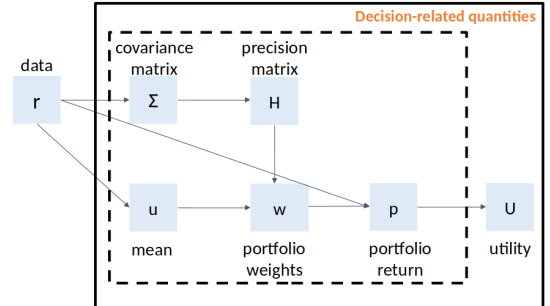 Decision-related quantities
covariance
matrix
precision
matrix
data
r
Σ
H
u
w
p
U
mean
portfolio
weights
portfolio
return
utility